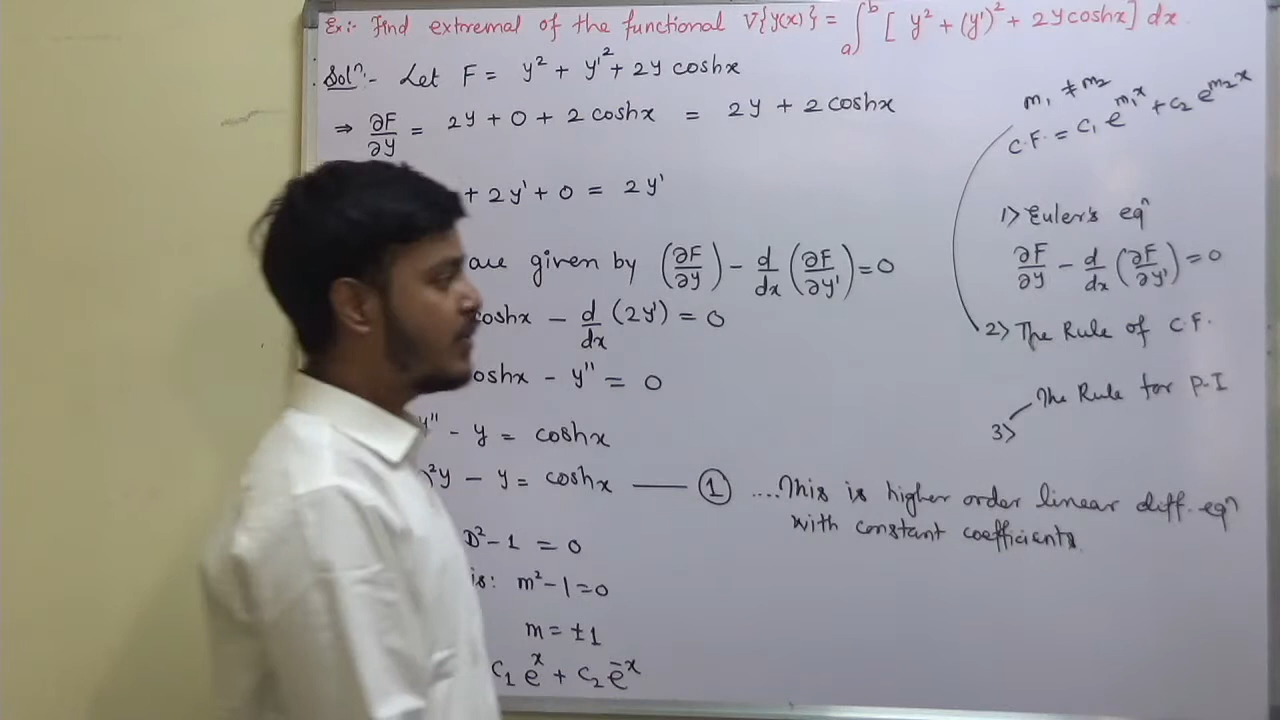 Ex:- Find extremal of the functional V{y(x)} = ∫ₐᵇ [ y² + (y')² + 2y coshx] dx
Solⁿ:- Let F = y² + y'² + 2y coshx
⇒ ∂F/∂y = 2y + 0 + 2 coshx = 2y + 2 coshx
+ 2y' + 0 = 2y'
are given by (∂F/∂y) - d/dx (∂F/∂y') = 0
coshx - d/dx (2y') = 0
oshx - y'' = 0
y'' - y = coshx
²y - y = coshx —— ① ....This is higher order linear diff. eqⁿ
with constant coefficients.
D² - 1 = 0
is: m² - 1 = 0
m = ±1
C₁ eˣ + C₂ e⁻ˣ
m₁ ≠ m₂
C.F. = C₁ e^{m₁x} + C₂ e^{m₂x}
1) Euler's eqⁿ
∂F/∂y - d/dx (∂F/∂y') = 0
2) The Rule of C.F.
3) The Rule for P.I